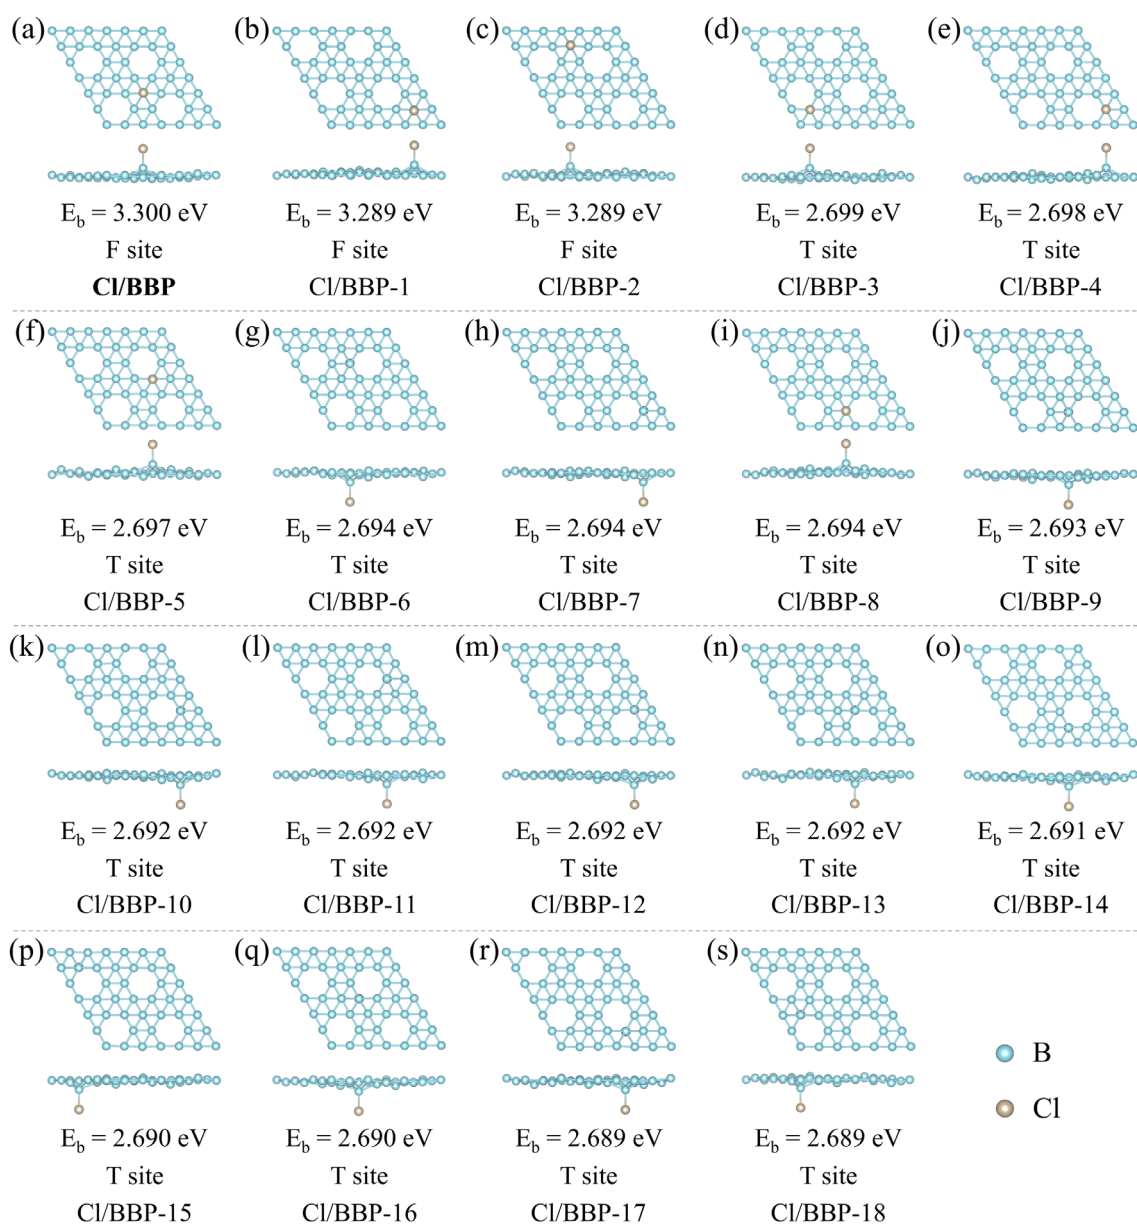 (a) (b) (c) (d) (e)
E_b = 3.300 eV E_b = 3.289 eV E_b = 3.289 eV E_b = 2.699 eV E_b = 2.698 eV
F site F site F site T site T site
Cl/BBP Cl/BBP-1 Cl/BBP-2 Cl/BBP-3 Cl/BBP-4
(f) (g) (h) (i) (j)
E_b = 2.697 eV E_b = 2.694 eV E_b = 2.694 eV E_b = 2.694 eV E_b = 2.693 eV
T site T site T site T site T site
Cl/BBP-5 Cl/BBP-6 Cl/BBP-7 Cl/BBP-8 Cl/BBP-9
(k) (l) (m) (n) (o)
E_b = 2.692 eV E_b = 2.692 eV E_b = 2.692 eV E_b = 2.692 eV E_b = 2.691 eV
T site T site T site T site T site
Cl/BBP-10 Cl/BBP-11 Cl/BBP-12 Cl/BBP-13 Cl/BBP-14
(p) (q) (r) (s)
B
Cl
E_b = 2.690 eV E_b = 2.690 eV E_b = 2.689 eV E_b = 2.689 eV
T site T site T site T site
Cl/BBP-15 Cl/BBP-16 Cl/BBP-17 Cl/BBP-18